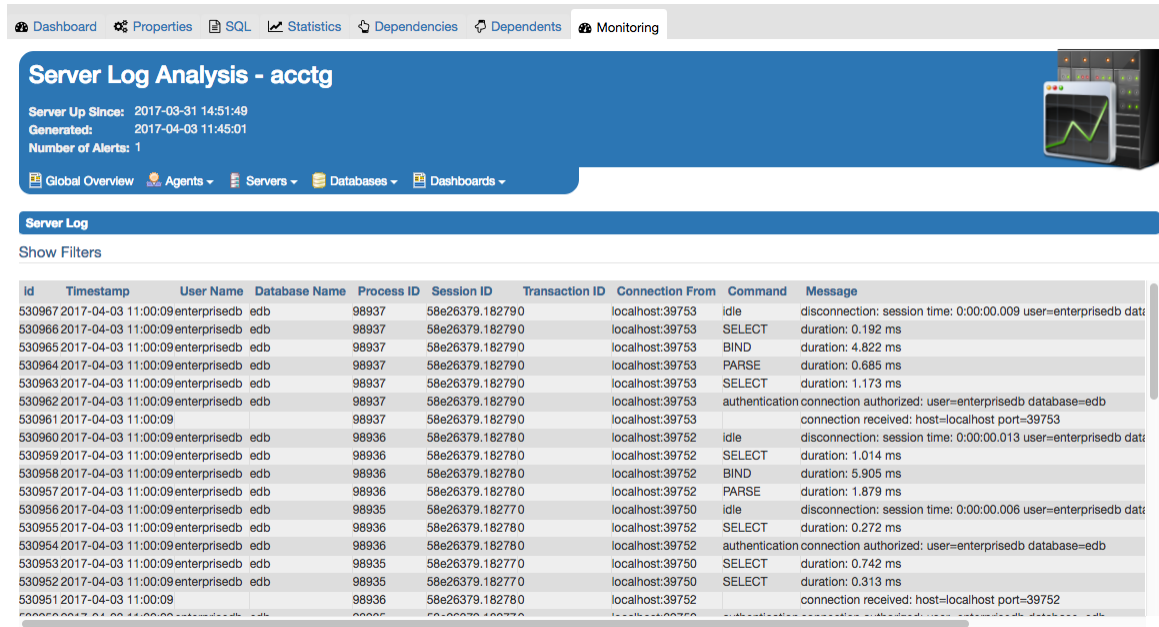 Dashboard Properties SQL Statistics Dependencies Dependents Monitoring
Server Log Analysis - acctg
Server Up Since: 2017-03-31 14:51:49
Generated: 2017-04-03 11:45:01
Number of Alerts: 1
Global Overview Agents Servers Databases Dashboards
Server Log
Show Filters
id Timestamp User Name Database Name Process ID Session ID Transaction ID Connection From Command Message
530967 2017-04-03 11:00:09 enterprisedb edb 98937 58e26379.18279 0 localhost:39753 idle disconnection: session time: 0:00:00.009 user=enterprisedb data
530966 2017-04-03 11:00:09 enterprisedb edb 98937 58e26379.18279 0 localhost:39753 SELECT duration: 0.192 ms
530965 2017-04-03 11:00:09 enterprisedb edb 98937 58e26379.18279 0 localhost:39753 BIND duration: 4.822 ms
530964 2017-04-03 11:00:09 enterprisedb edb 98937 58e26379.18279 0 localhost:39753 PARSE duration: 0.685 ms
530963 2017-04-03 11:00:09 enterprisedb edb 98937 58e26379.18279 0 localhost:39753 SELECT duration: 1.173 ms
530962 2017-04-03 11:00:09 enterprisedb edb 98937 58e26379.18279 0 localhost:39753 authentication connection authorized: user=enterprisedb database=edb
530961 2017-04-03 11:00:09 98937 58e26379.18279 0 localhost:39753 connection received: host=localhost port=39753
530960 2017-04-03 11:00:09 enterprisedb edb 98936 58e26379.18278 0 localhost:39752 idle disconnection: session time: 0:00:00.013 user=enterprisedb data
530959 2017-04-03 11:00:09 enterprisedb edb 98936 58e26379.18278 0 localhost:39752 SELECT duration: 1.014 ms
530958 2017-04-03 11:00:09 enterprisedb edb 98936 58e26379.18278 0 localhost:39752 BIND duration: 5.905 ms
530957 2017-04-03 11:00:09 enterprisedb edb 98936 58e26379.18278 0 localhost:39752 PARSE duration: 1.879 ms
530956 2017-04-03 11:00:09 enterprisedb edb 98935 58e26379.18277 0 localhost:39750 idle disconnection: session time: 0:00:00.006 user=enterprisedb data
530955 2017-04-03 11:00:09 enterprisedb edb 98936 58e26379.18278 0 localhost:39752 SELECT duration: 0.272 ms
530954 2017-04-03 11:00:09 enterprisedb edb 98936 58e26379.18278 0 localhost:39752 authentication connection authorized: user=enterprisedb database=edb
530953 2017-04-03 11:00:09 enterprisedb edb 98935 58e26379.18277 0 localhost:39750 SELECT duration: 0.742 ms
530952 2017-04-03 11:00:09 enterprisedb edb 98935 58e26379.18277 0 localhost:39750 SELECT duration: 0.313 ms
530951 2017-04-03 11:00:09 98936 58e26379.18278 0 localhost:39752 connection received: host=localhost port=39752